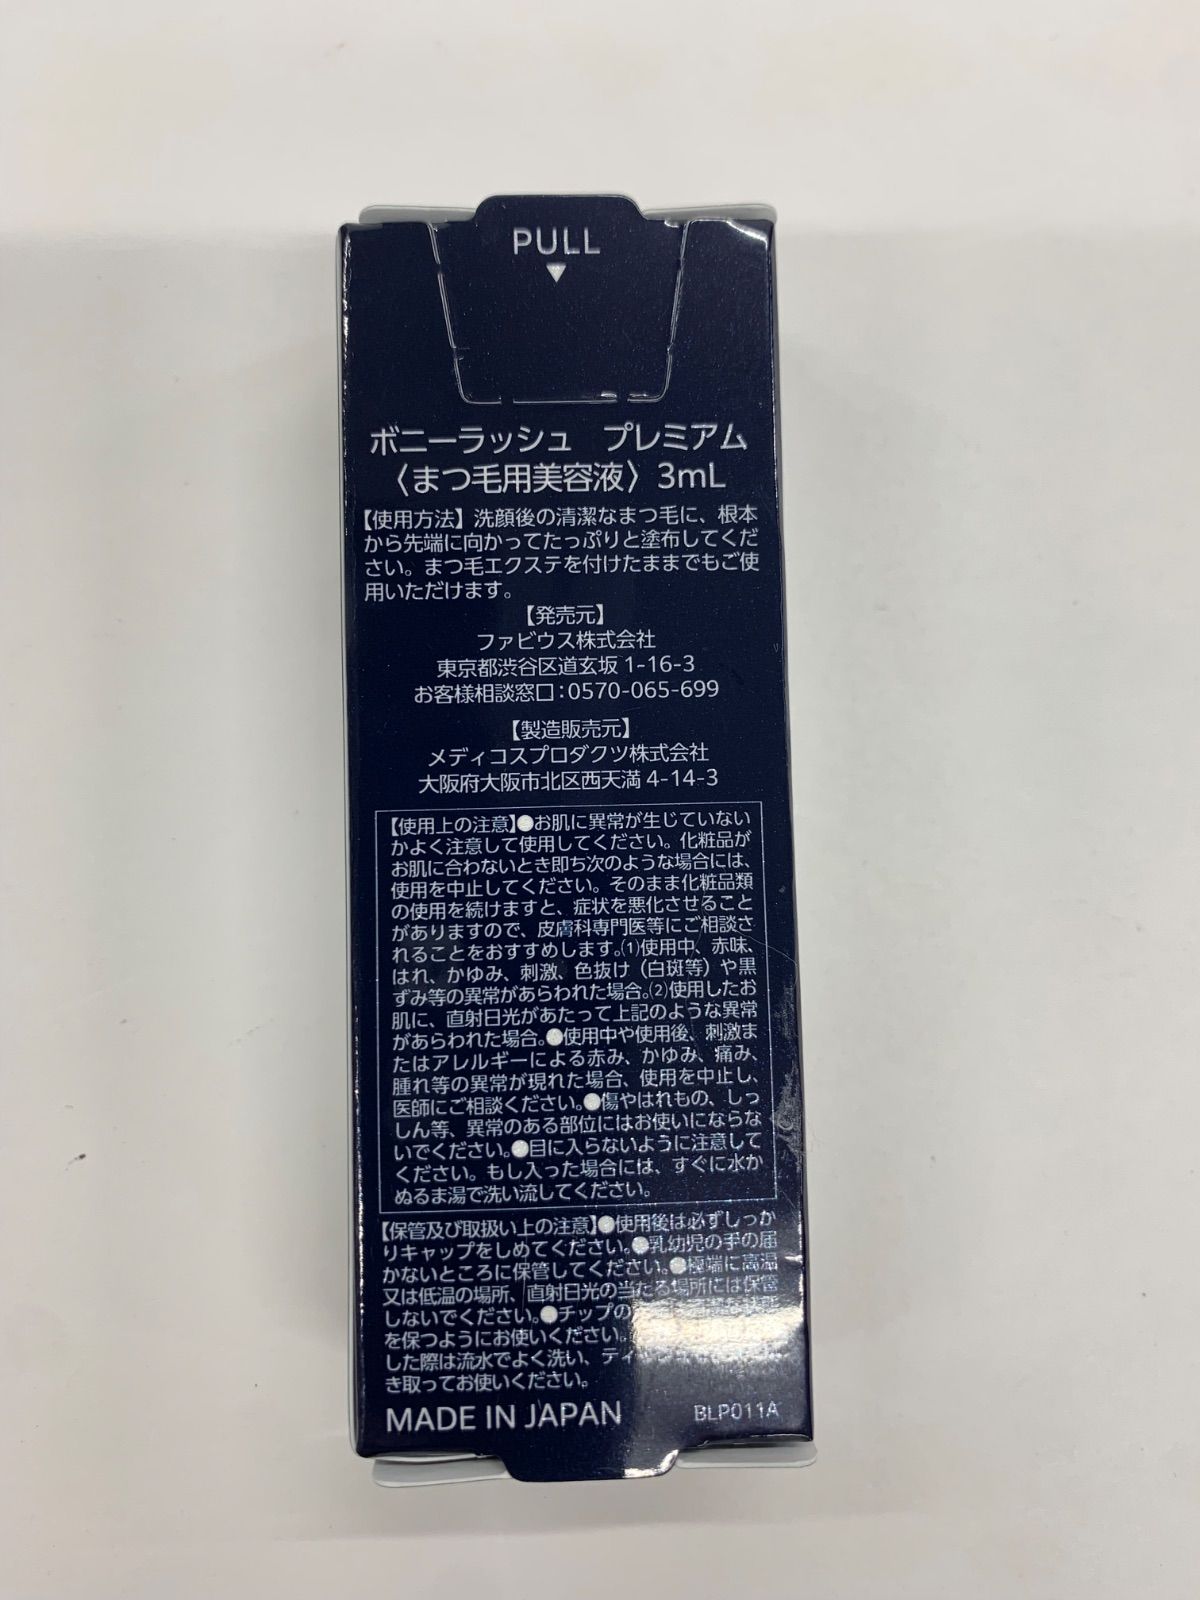 PULL
ボニーラッシュ プレミアム
〈まつ毛用美容液〉3mL
【使用方法】洗顔後の清潔なまつ毛に、根本
から先端に向かってたっぷりと塗布してくだ
さい。まつ毛エクステを付けたままでもご使
用いただけます。
【発売元】
ファビウス株式会社
東京都渋谷区道玄坂 1-16-3
お客様相談窓口:0570-065-699
【製造販売元】
メディコスプロダクツ株式会社
大阪府大阪市北区西天満 4-14-3
【使用上の注意】●お肌に異常が生じていない
かよく注意して使用してください。化粧品が
お肌に合わないとき即ち次のような場合には、
使用を中止してください。そのまま化粧品類
の使用を続けますと、症状を悪化させること
がありますので、皮膚科専門医等にご相談さ
れることをおすすめします。(1)使用中、赤味、
はれ、かゆみ、刺激、色抜け（白斑等）や黒
ずみ等の異常があらわれた場合。(2)使用したお
肌に、直射日光があたって上記のような異常
があらわれた場合。●使用中や使用後、刺激ま
たはアレルギーによる赤み、かゆみ、痛み、
腫れ等の異常が現れた場合、使用を中止し、
医師にご相談ください。●傷やはれもの、しっ
しん等、異常のある部位にはお使いにならな
いでください。●目に入らないように注意して
ください。もし入った場合には、すぐに水か
ぬるま湯で洗い流してください。
【保管及び取扱い上の注意】●使用後は必ずしっか
りキャップをしめてください。●乳幼児の手の届
かないところに保管してください。●極端に高温
又は低温の場所、直射日光の当たる場所には保管
しないでください。●チップの
を保つようにお使いください。
した際は流水でよく洗い、
き取ってお使いください。
MADE IN JAPAN
BLP011A